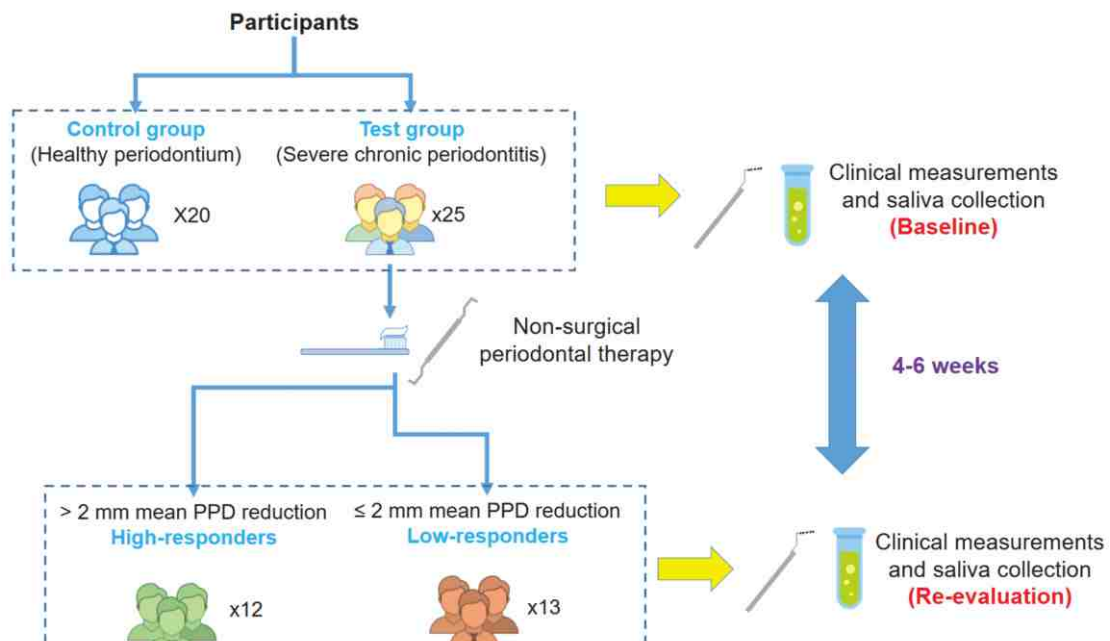 Participants
Control group
(Healthy periodontium)
X20
Test group
(Severe chronic periodontitis)
x25
Clinical measurements
and saliva collection
(Baseline)
Non-surgical
periodontal therapy
4-6 weeks
> 2 mm mean PPD reduction
High-responders
x12
≤ 2 mm mean PPD reduction
Low-responders
x13
Clinical measurements
and saliva collection
(Re-evaluation)